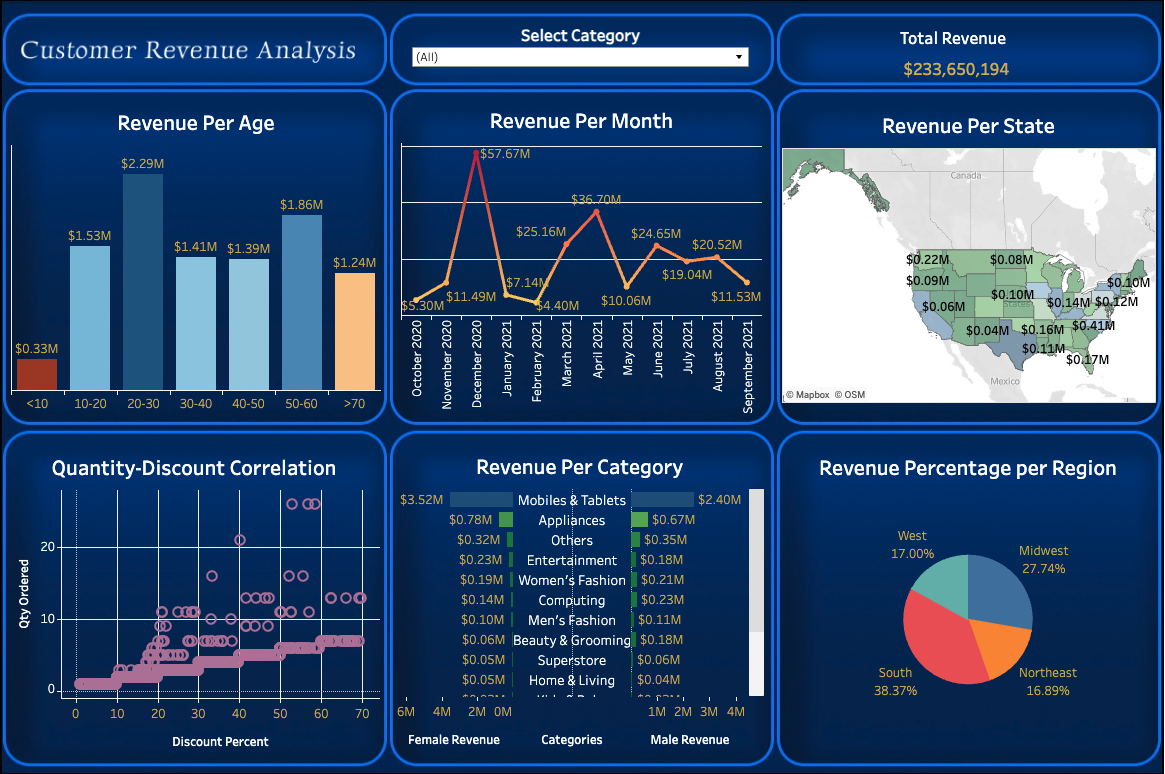 Customer Revenue Analysis
Select Category
(All)
Total Revenue
$233,650,194
Revenue Per Age
$0.33M
$1.53M
$2.29M
$1.41M
$1.39M
$1.86M
$1.24M
<10 10-20 20-30 30-40 40-50 50-60 >70
Revenue Per Month
$5.30M
$11.49M
$57.67M
$7.14M
$4.40M
$25.16M
$36.70M
$10.06M
$24.65M
$19.04M
$20.52M
$11.53M
October 2020
November 2020
December 2020
January 2021
February 2021
March 2021
April 2021
May 2021
June 2021
July 2021
August 2021
September 2021
Revenue Per State
Canada
$0.22M $0.08M
$0.09M $0.10M
$0.06M $0.10M $0.14M $0.12M
$0.04M $0.16M $0.41M
$0.11M $0.17M
Mexico
© Mapbox © OSM
Quantity-Discount Correlation
Qty Ordered
20
10
0
0 10 20 30 40 50 60 70
Discount Percent
Revenue Per Category
$3.52M Mobiles & Tablets $2.40M
$0.78M Appliances $0.67M
$0.32M Others $0.35M
$0.23M Entertainment $0.18M
$0.19M Women's Fashion $0.21M
$0.14M Computing $0.23M
$0.10M Men's Fashion $0.11M
$0.06M Beauty & Grooming $0.18M
$0.05M Superstore $0.06M
$0.05M Home & Living $0.04M
6M 4M 2M 0M 1M 2M 3M 4M
Female Revenue Categories Male Revenue
Revenue Percentage per Region
West
17.00%
Midwest
27.74%
South
38.37%
Northeast
16.89%